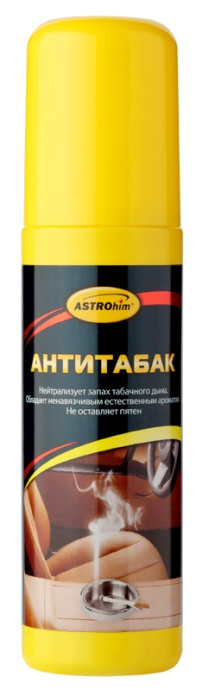 ASTROhim®
АНТИТАБАК
Нейтрализует запах табачного дыма.
Обладает ненавязчивым естественным ароматом.
Не оставляет пятен